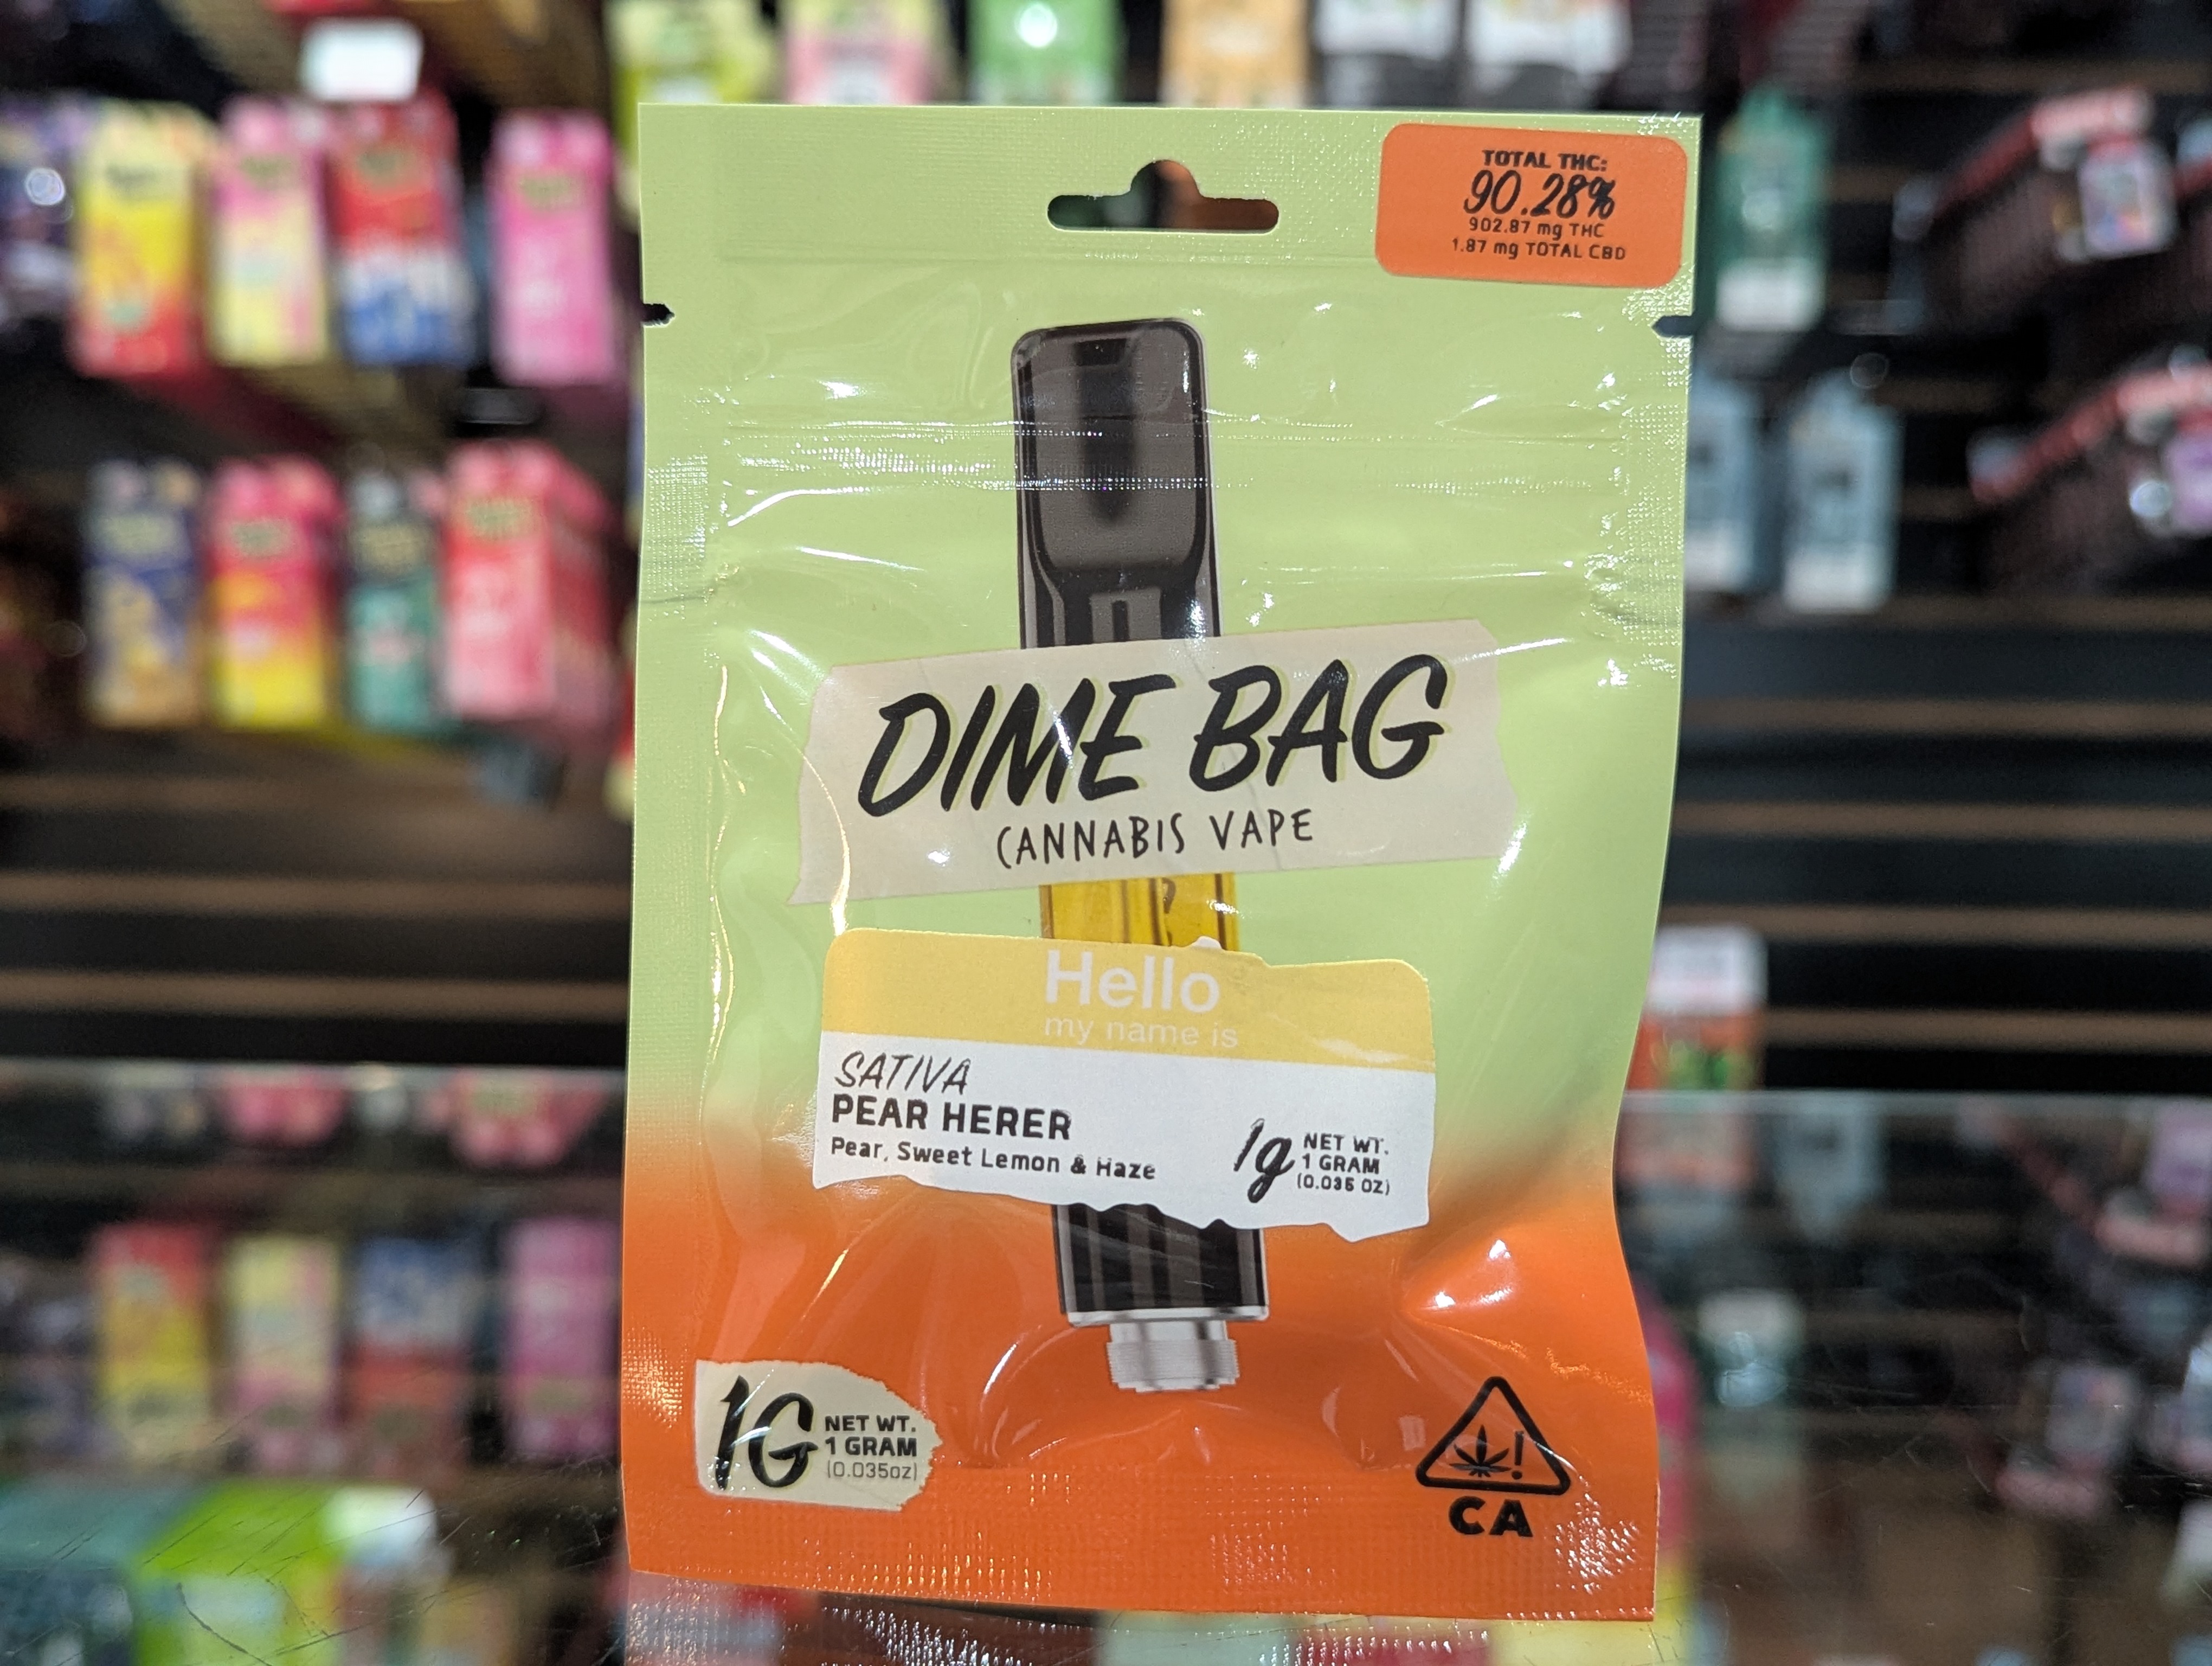 TOTAL THC:
90.28%
902.87 mg THC
1.87 mg TOTAL CBD
DIME BAG
CANNABIS VAPE
Hello
my name is
SATIVA
PEAR HERER
Pear, Sweet Lemon & Haze
1g NET WT.
1 GRAM
(0.035 OZ)
1G NET WT.
1 GRAM
(0.035oz)
CA